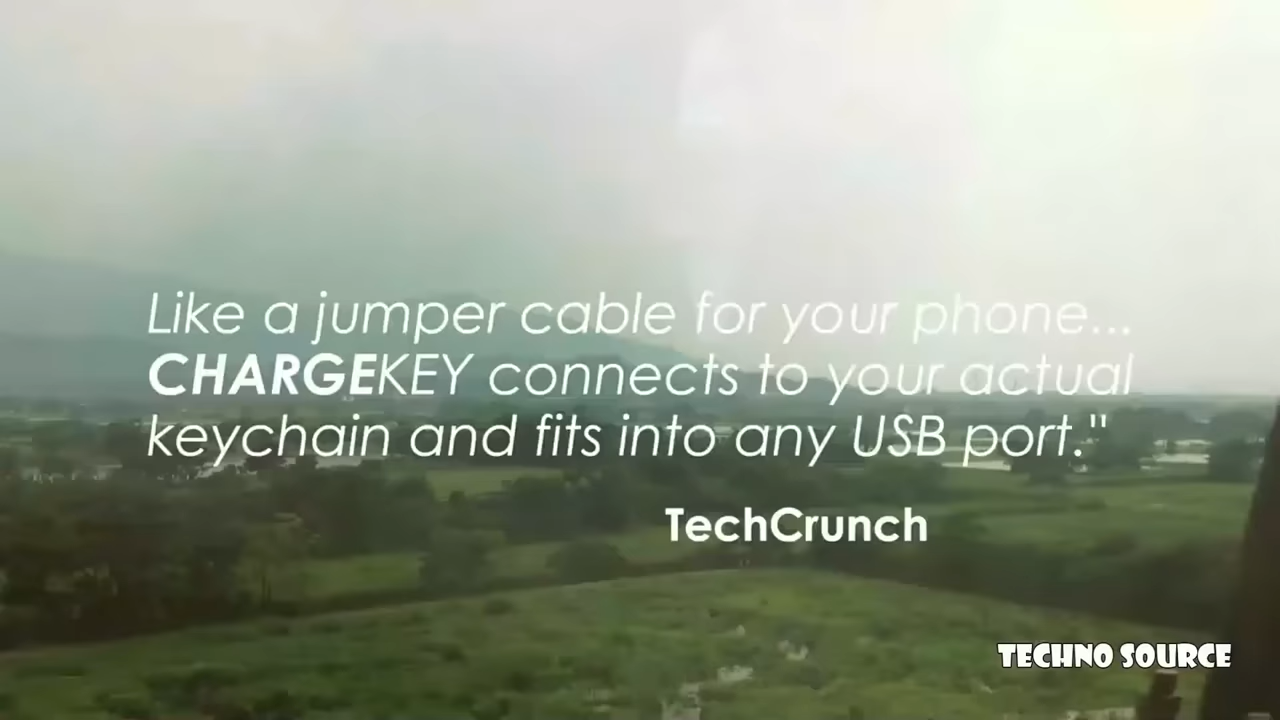 Like a jumper cable for your phone...
CHARGEKEY connects to your actual
keychain and fits into any USB port."
TechCrunch
TECHNO SOURCE